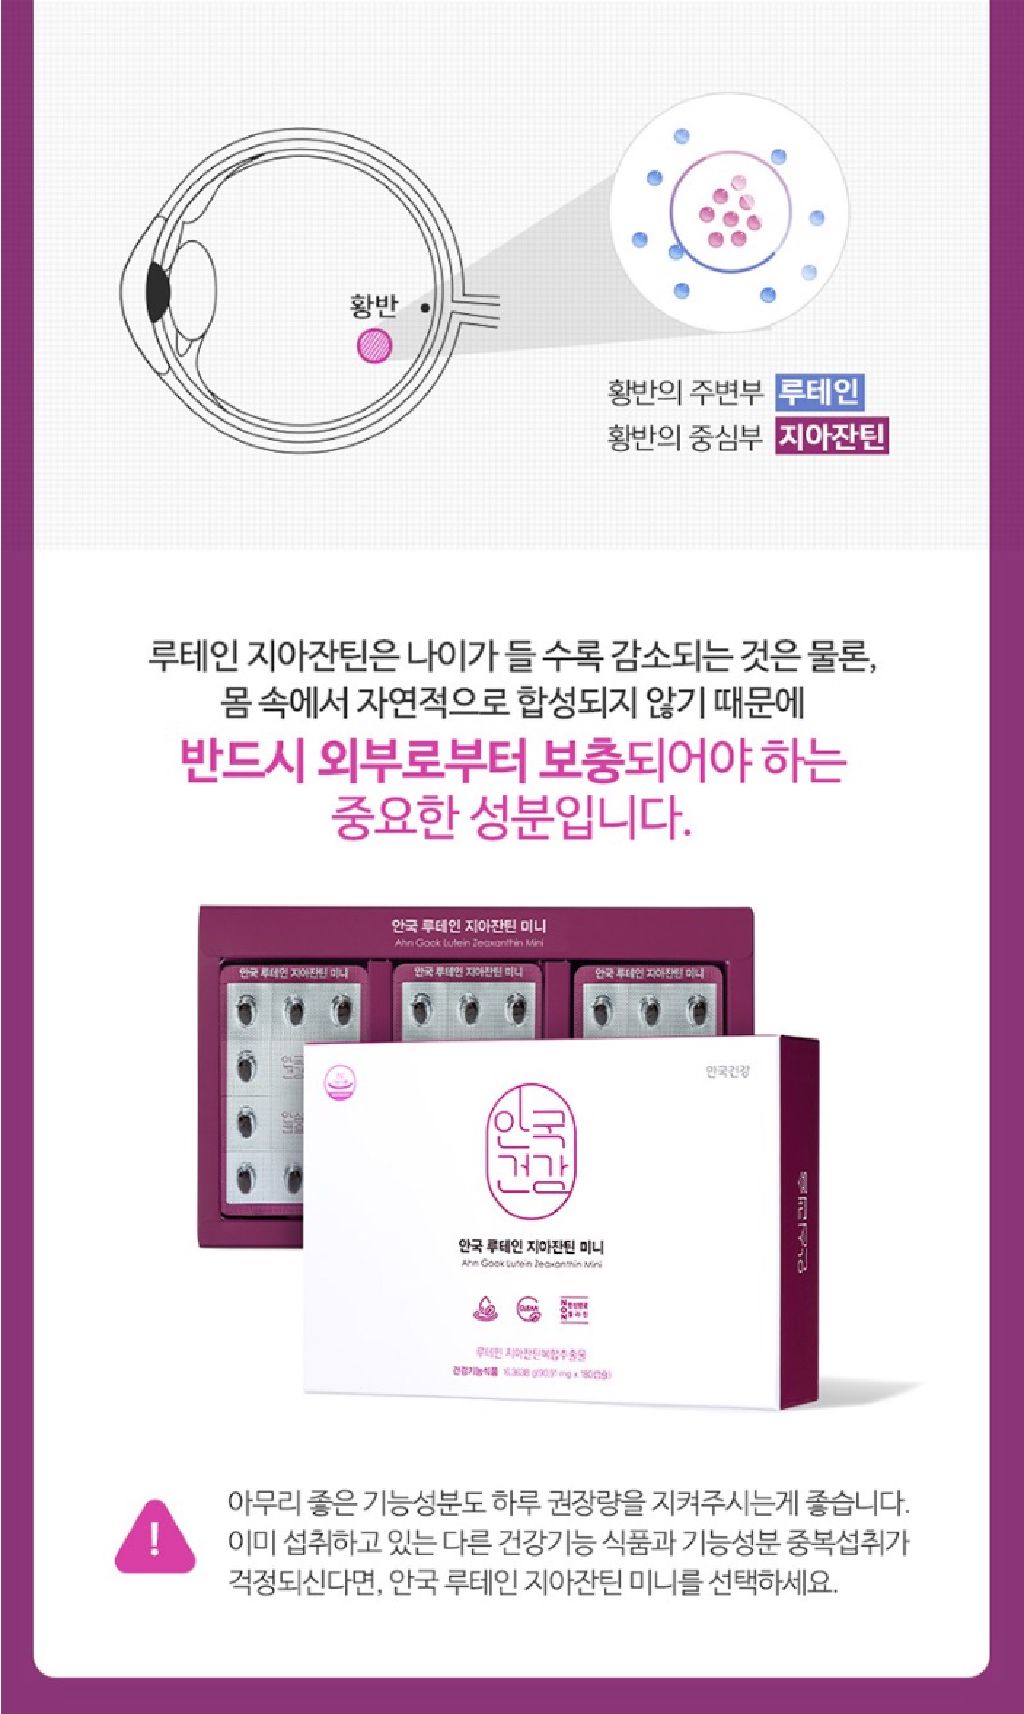 황반
황반의 주변부 루테인
황반의 중심부 지아잔틴
루테인 지아잔틴은 나이가 들 수록 감소되는 것은 물론,
몸 속에서 자연적으로 합성되지 않기 때문에
반드시 외부로부터 보충되어야 하는
중요한 성분입니다.
안국 루테인 지아잔틴 미니
Ahn Gook Lutein Zeaxanthin Mini
안국 루테인 지아잔틴 미니
안국 루테인 지아잔틴 미니
안국 루테인 지아잔틴 미니
안국건강
안국
건강
안국 루테인 지아잔틴 미니
Ahn Gook Lutein Zeaxanthin Mini
루테인 지아잔틴복합추출물
건강기능식품 16.3638 g(90.91 mg x 180캡슐)
!
아무리 좋은 기능성분도 하루 권장량을 지켜주시는게 좋습니다.
이미 섭취하고 있는 다른 건강기능 식품과 기능성분 중복섭취가
걱정되신다면, 안국 루테인 지아잔틴 미니를 선택하세요.